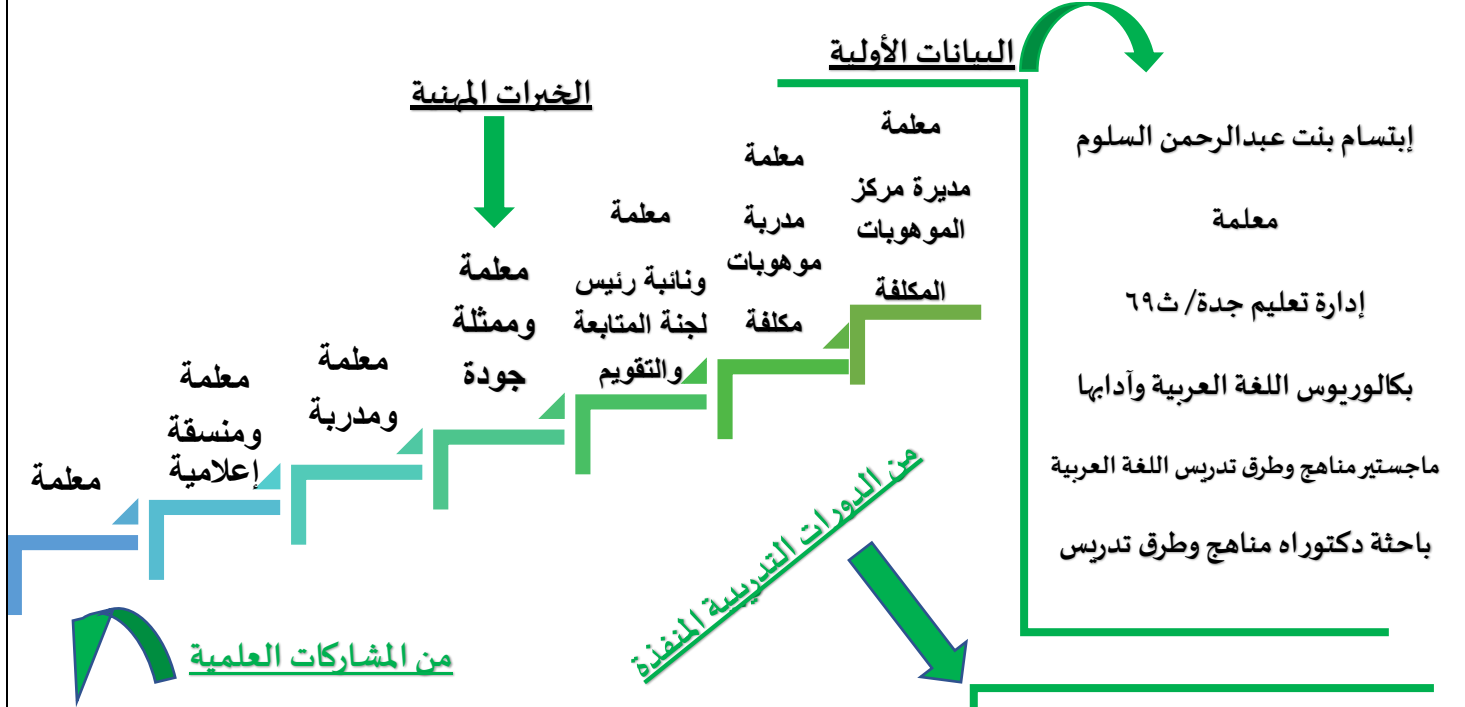 البيانات الأولية
إبتسام بنت عبدالرحمن السلوم
معلمة
إدارة تعليم جدة/ ث٦٩
بكالوريوس اللغة العربية وآدابها
ماجستير مناهج وطرق تدريس اللغة العربية
باحثة دكتوراه مناهج وطرق تدريس
الخبرات المهنية
معلمة
مديرة مركز
الموهوبات
المكلفة
معلمة
مدربة
موهوبات
مكلفة
معلمة
ونائبة رئيس
لجنة المتابعة
والتقويم
معلمة
وممثلة
جودة
معلمة
ومدربة
معلمة
ومنسقة
إعلامية
معلمة
من الدورات التدريبية المنفذة
من المشاركات العلمية